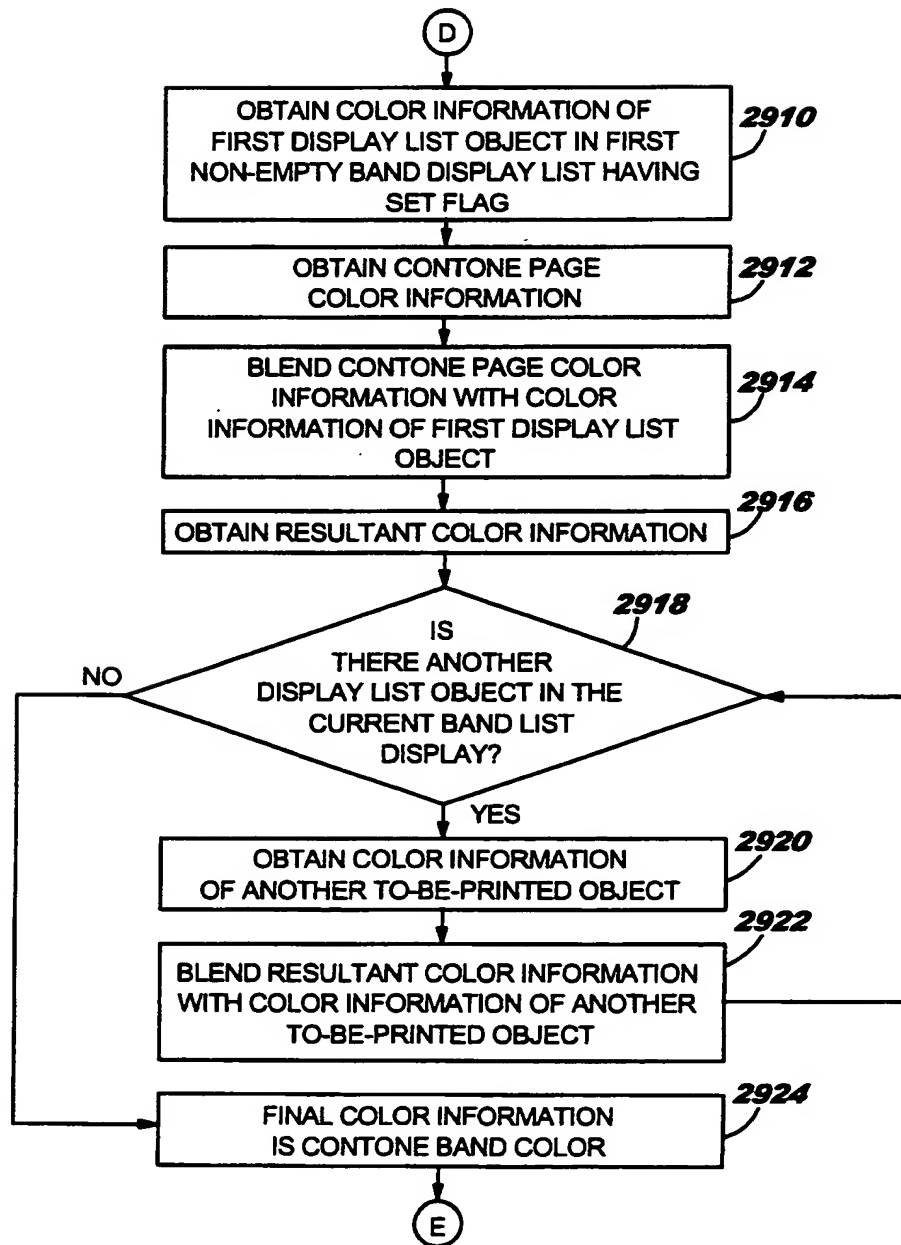 D
OBTAIN COLOR INFORMATION OF
FIRST DISPLAY LIST OBJECT IN FIRST
NON-EMPTY BAND DISPLAY LIST HAVING
SET FLAG
2910
OBTAIN CONTONE PAGE
COLOR INFORMATION
2912
BLEND CONTONE PAGE COLOR
INFORMATION WITH COLOR
INFORMATION OF FIRST DISPLAY LIST
OBJECT
2914
OBTAIN RESULTANT COLOR INFORMATION
2916
IS
THERE ANOTHER
DISPLAY LIST OBJECT IN THE
CURRENT BAND LIST
DISPLAY?
2918
NO
YES
OBTAIN COLOR INFORMATION
OF ANOTHER TO-BE-PRINTED OBJECT
2920
BLEND RESULTANT COLOR INFORMATION
WITH COLOR INFORMATION OF ANOTHER
TO-BE-PRINTED OBJECT
2922
FINAL COLOR INFORMATION
IS CONTONE BAND COLOR
2924
E